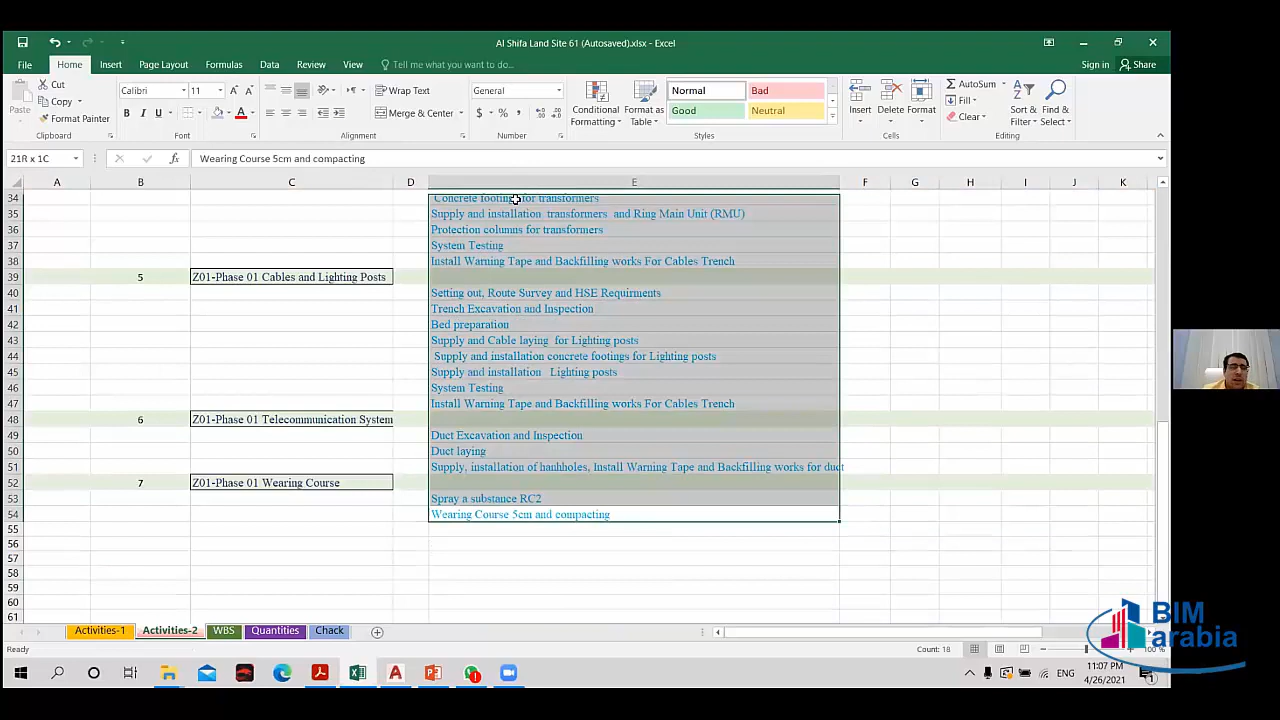 Al Shifa Land Site 61 (Autosaved).xlsx - Excel
File Home Insert Page Layout Formulas Data Review View Tell me what you want to do... Sign in Share
Cut
Copy
Format Painter
Paste
Clipboard
Calibri 11
B I U
Font
Wrap Text
Merge & Center
Alignment
General
$ % ,
Number
Conditional Formatting
Format as Table
Normal Bad
Good Neutral
Styles
Insert Delete Format
Cells
AutoSum
Fill
Clear
Sort & Filter
Find & Select
Editing
21R x 1C Wearing Course 5cm and compacting
A B C D E F G H I J K
34 Concrete footings for transformers
35 Supply and installation transformers and Ring Main Unit (RMU)
36 Protection columns for transformers
37 System Testing
38 Install Warning Tape and Backfilling works For Cables Trench
39 5 Z01-Phase 01 Cables and Lighting Posts
40 Setting out, Route Survey and HSE Requirments
41 Trench Excavation and Inspection
42 Bed preparation
43 Supply and Cable laying for Lighting posts
44 Supply and installation concrete footings for Lighting posts
45 Supply and installation Lighting posts
46 System Testing
47 Install Warning Tape and Backfilling works For Cables Trench
48 6 Z01-Phase 01 Telecommunication System
49 Duct Excavation and Inspection
50 Duct laying
51 Supply, installation of hanhholes, Install Warning Tape and Backfilling works for duct
52 7 Z01-Phase 01 Wearing Course
53 Spray a substance RC2
54 Wearing Course 5cm and compacting
55
56
57
58
59
60
61
Activities-1 Activities-2 WBS Quantities Chack
Ready Count: 18 100 %
ENG 11:07 PM
4/26/2021
BIM
arabia